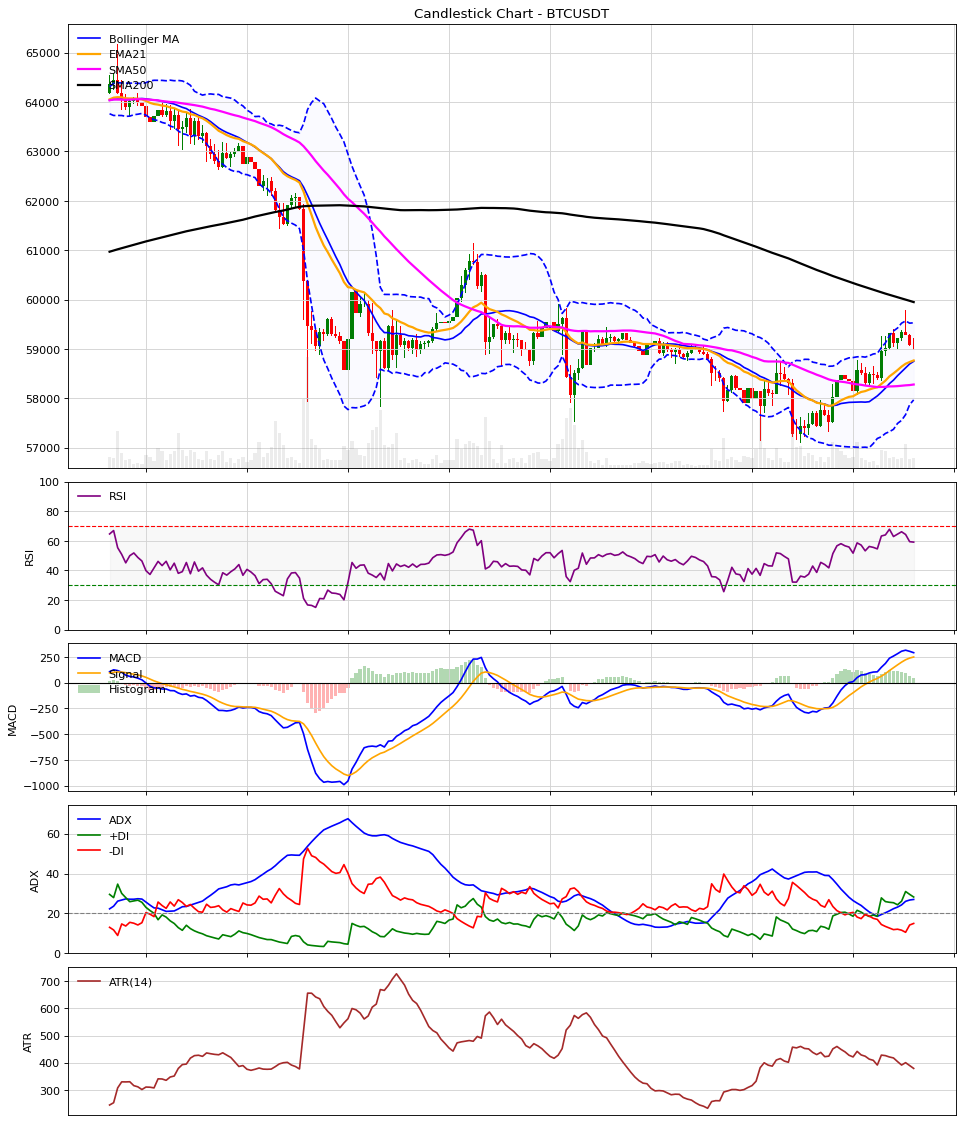 Candlestick Chart - BTCUSDT
Bollinger MA
EMA21
SMA50
SMA200
65000
64000
63000
62000
61000
60000
59000
58000
57000
RSI
RSI
100
80
60
40
20
0
MACD
Signal
Histogram
MACD
250
0
−250
−500
−750
−1000
ADX
+DI
-DI
ADX
60
40
20
0
ATR(14)
ATR
700
600
500
400
300